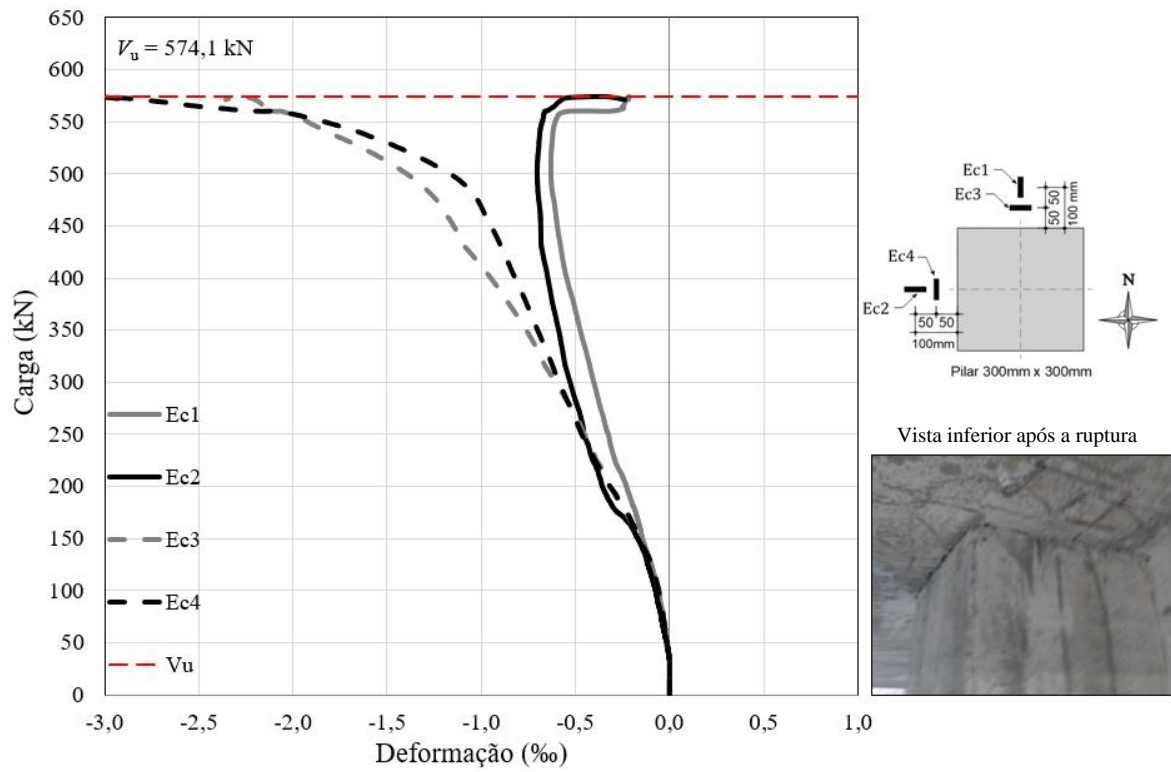 650
600
550
500
450
400
350
300
250
200
150
100
50
0
Carga (kN)
V_u = 574,1 kN
Ec1
Ec2
Ec3
Ec4
Vu
-3,0 -2,5 -2,0 -1,5 -1,0 -0,5 0,0 0,5 1,0
Deformação (‰)
Ec1
Ec3
50 50
100 mm
Ec4
Ec2
N
50 50
100mm
Pilar 300mm x 300mm
Vista inferior após a ruptura